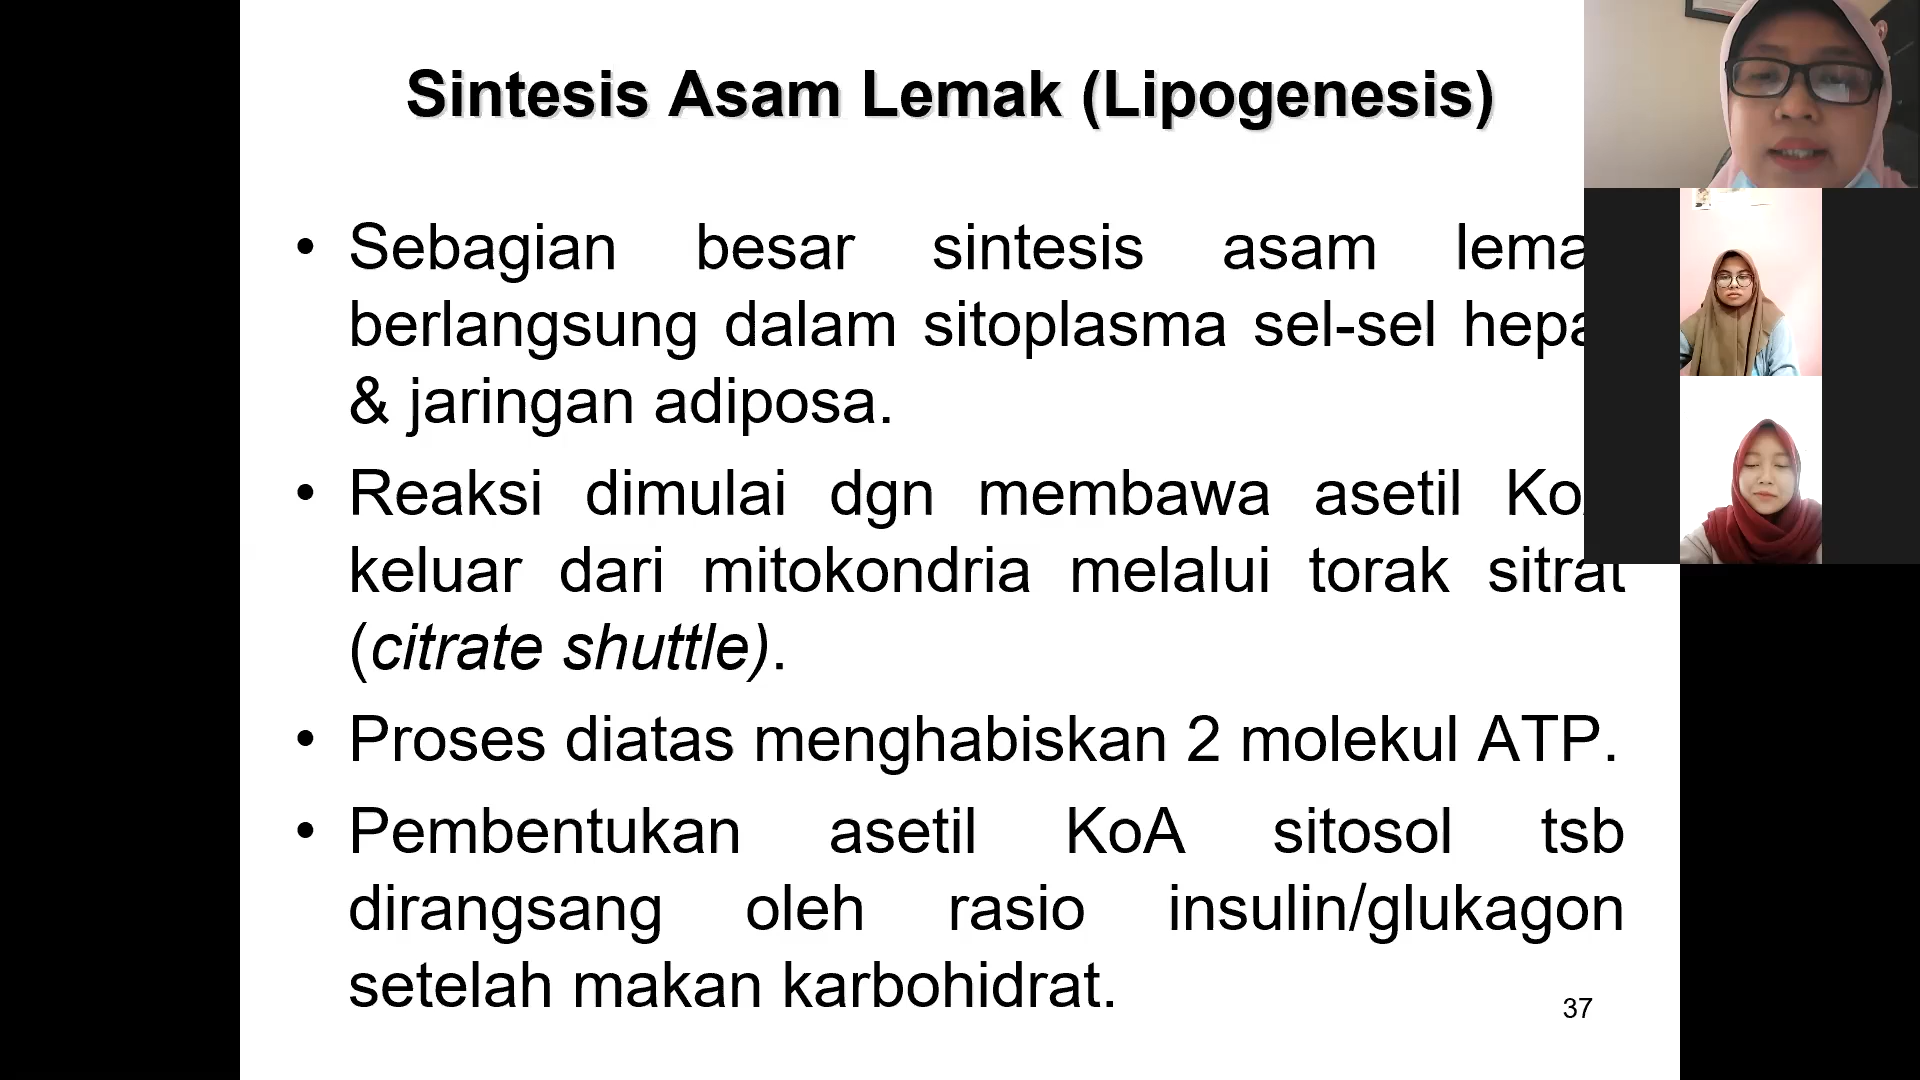 Sintesis Asam Lemak (Lipogenesis)
• Sebagian besar sintesis asam
berlangsung dalam sitoplasma sel-sel
& jaringan adiposa.
• Reaksi dimulai dgn membawa asetil
keluar dari mitokondria melalui torak sitrat
(citrate shuttle).
• Proses diatas menghabiskan 2 molekul ATP.
• Pembentukan asetil KoA sitosol tsb
dirangsang oleh rasio insulin/glukagon
setelah makan karbohidrat.
37